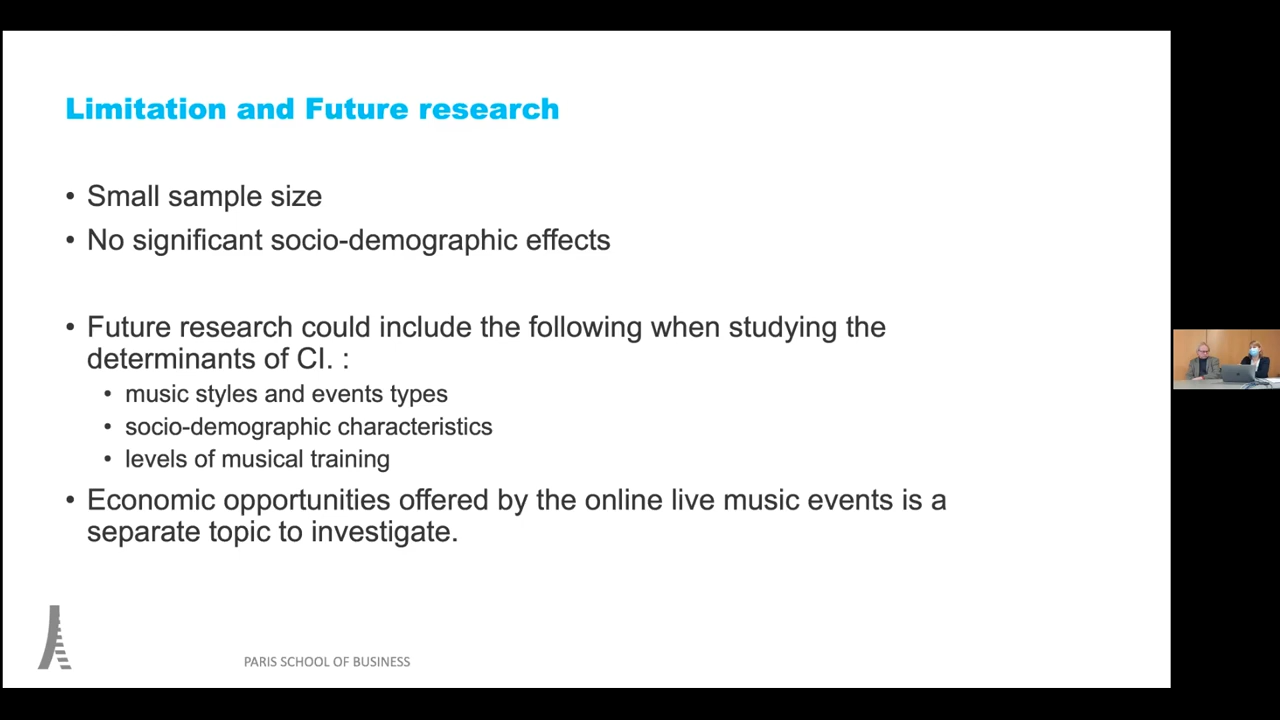 Limitation and Future research
• Small sample size
• No significant socio-demographic effects
• Future research could include the following when studying the
determinants of CI. :
• music styles and events types
• socio-demographic characteristics
• levels of musical training
• Economic opportunities offered by the online live music events is a
separate topic to investigate.
PARIS SCHOOL OF BUSINESS